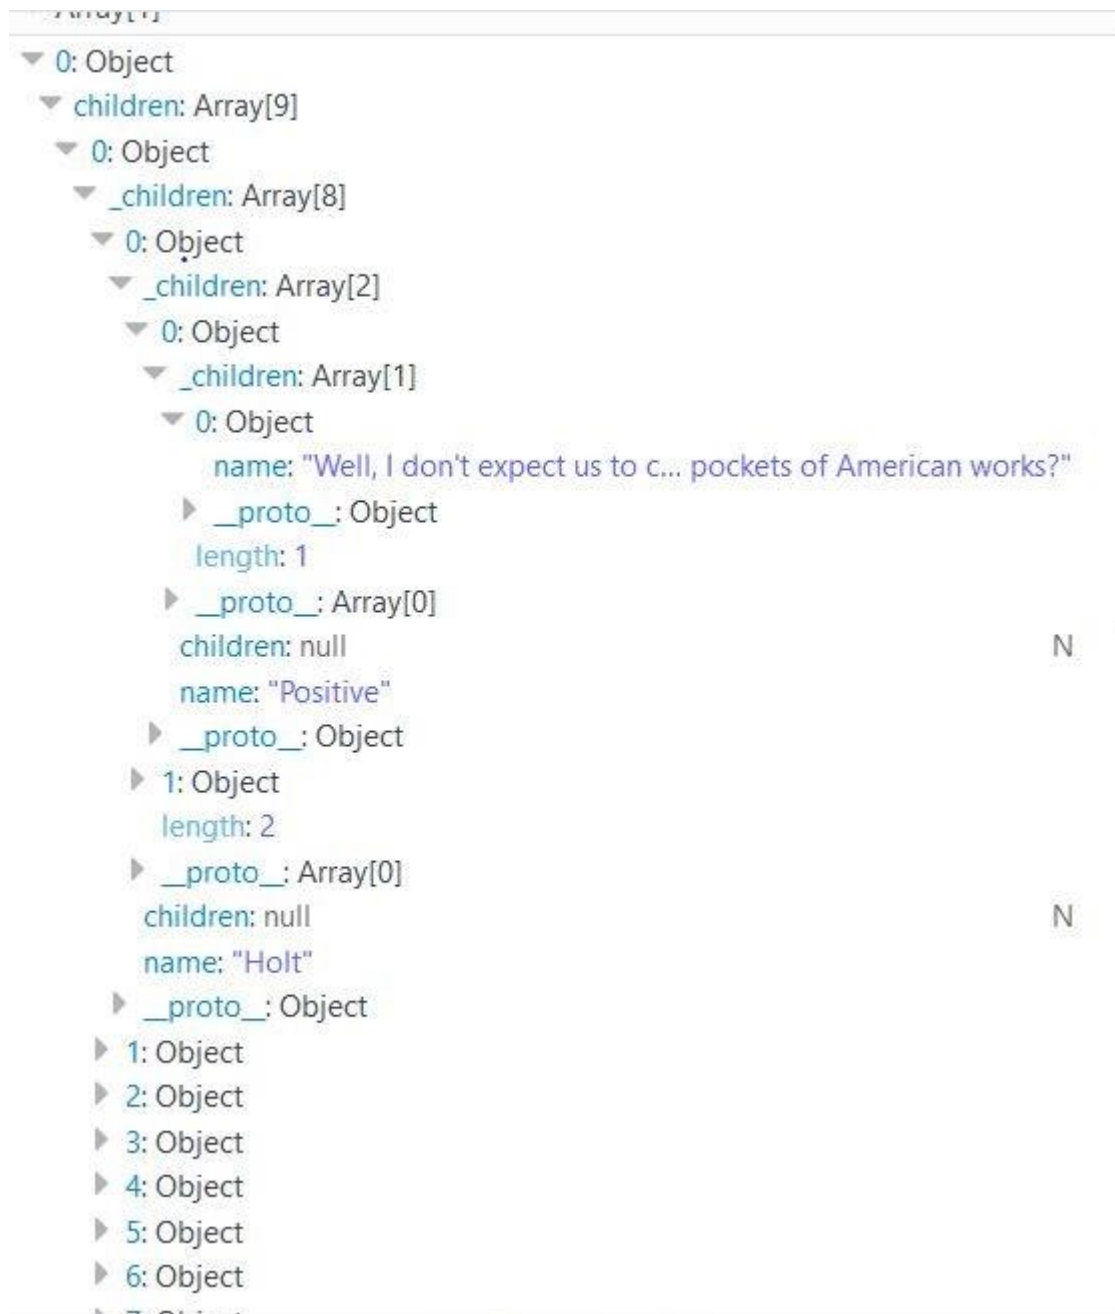 0: Object
children: Array[9]
0: Object
_children: Array[8]
0: Object
_children: Array[2]
0: Object
_children: Array[1]
0: Object
name: "Well, I don't expect us to c... pockets of American works?"
__proto__: Object
length: 1
__proto__: Array[0]
children: null N
name: "Positive"
__proto__: Object
1: Object
length: 2
__proto__: Array[0]
children: null N
name: "Holt"
__proto__: Object
1: Object
2: Object
3: Object
4: Object
5: Object
6: Object